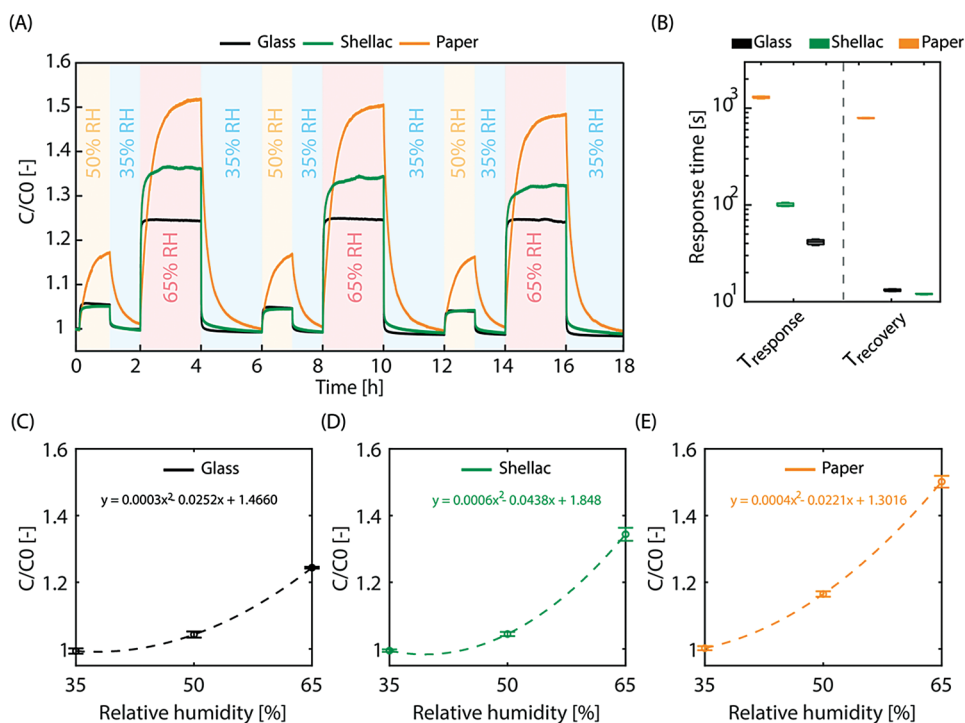 (A)
Glass Shellac Paper
1.6
1.5
1.4
1.3
1.2
1.1
1
C/C0 [-]
50% RH
35% RH
65% RH
35% RH
50% RH
35% RH
65% RH
35% RH
50% RH
35% RH
65% RH
35% RH
0 2 4 6 8 10 12 14 16 18
Time [h]
(B)
Glass Shellac Paper
Response time [s]
10³
10²
10¹
Tresponse
Trecovery
(C)
1.6
1.4
1.2
1
C/C0 [-]
Glass
y = 0.0003x²- 0.0252x + 1.4660
35 50 65
Relative humidity [%]
(D)
1.6
1.4
1.2
1
C/C0 [-]
Shellac
y = 0.0006x²- 0.0438x + 1.848
35 50 65
Relative humidity [%]
(E)
1.6
1.4
1.2
1
C/C0 [-]
Paper
y = 0.0004x²- 0.0221x + 1.3016
35 50 65
Relative humidity [%]